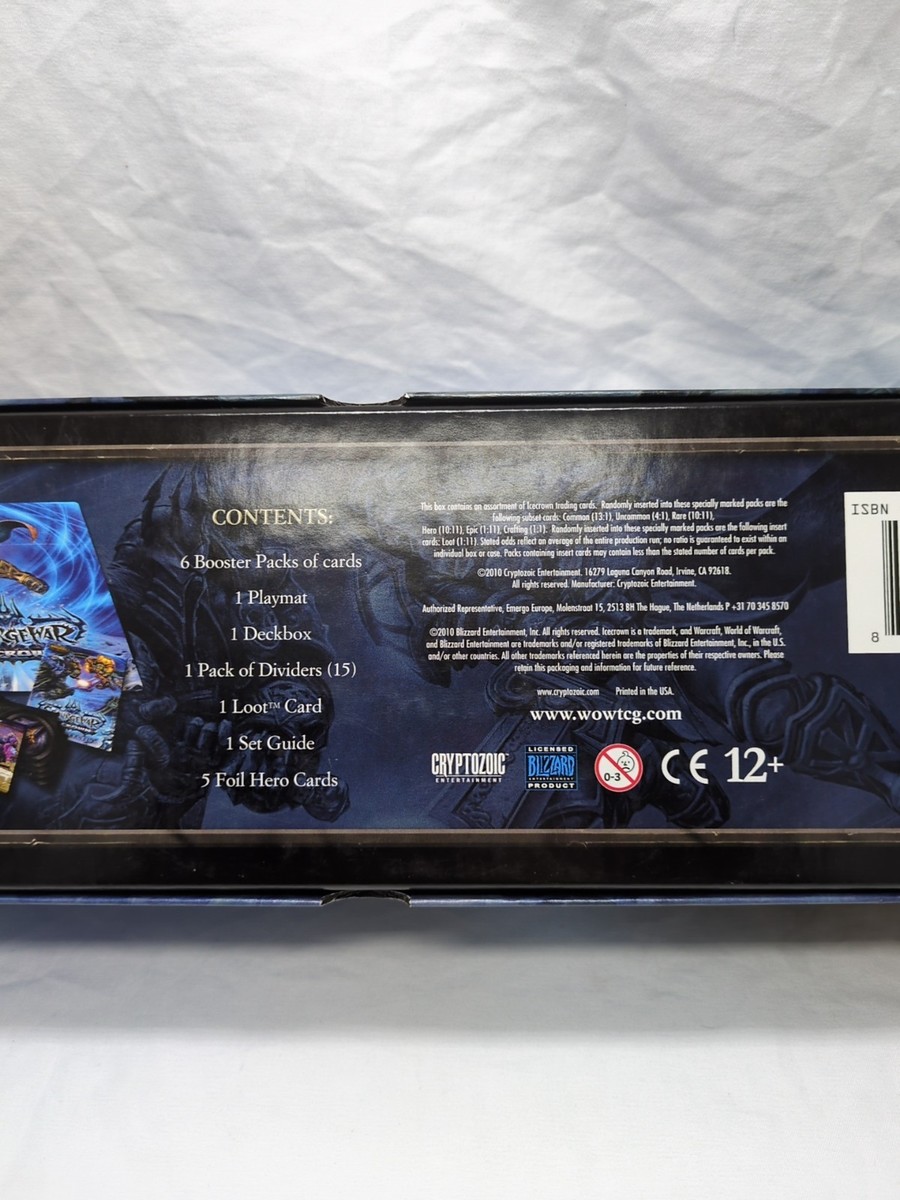 CONTENTS:
6 Booster Packs of cards
1 Playmat
1 Deckbox
1 Pack of Dividers (15)
1 Loot™ Card
1 Set Guide
5 Foil Hero Cards
This box contains an assortment of Icecrown trading cards. Randomly inserted into these specially marked packs are the
following subset cards: Common (13:1), Uncommon (4:1), Rare (10:11),
Hero (10:11), Epic (1:11), Crafting (1:1). Randomly inserted into these specially marked packs are the following insert
cards: Loot (1:11). Stated odds reflect an average of the entire production run; no ratio is guaranteed to exist within an
individual box or case. Packs containing insert cards may contain less than the stated number of cards per pack.
©2010 Cryptozoic Entertainment. 16279 Laguna Canyon Road, Irvine, CA 92618.
All rights reserved. Manufacturer: Cryptozoic Entertainment.
Authorized Representative, Emergo Europe, Molenstraat 15, 2513 BH The Hague, The Netherlands P +31 70 345 8570
©2010 Blizzard Entertainment, Inc. All rights reserved. Icecrown is a trademark, and Warcraft, World of Warcraft,
and Blizzard Entertainment are trademarks and/or registered trademarks of Blizzard Entertainment, Inc., in the U.S.
and/or other countries. All other trademarks referenced herein are the properties of their respective owners. Please
retain this packaging and information for future reference.
www.cryptozoic.com Printed in the USA.
www.wowtcg.com
CRYPTOZOIC
ENTERTAINMENT
LICENSED
BLIZZARD
ENTERTAINMENT
PRODUCT
0-3
CE 12+
ISBN
8